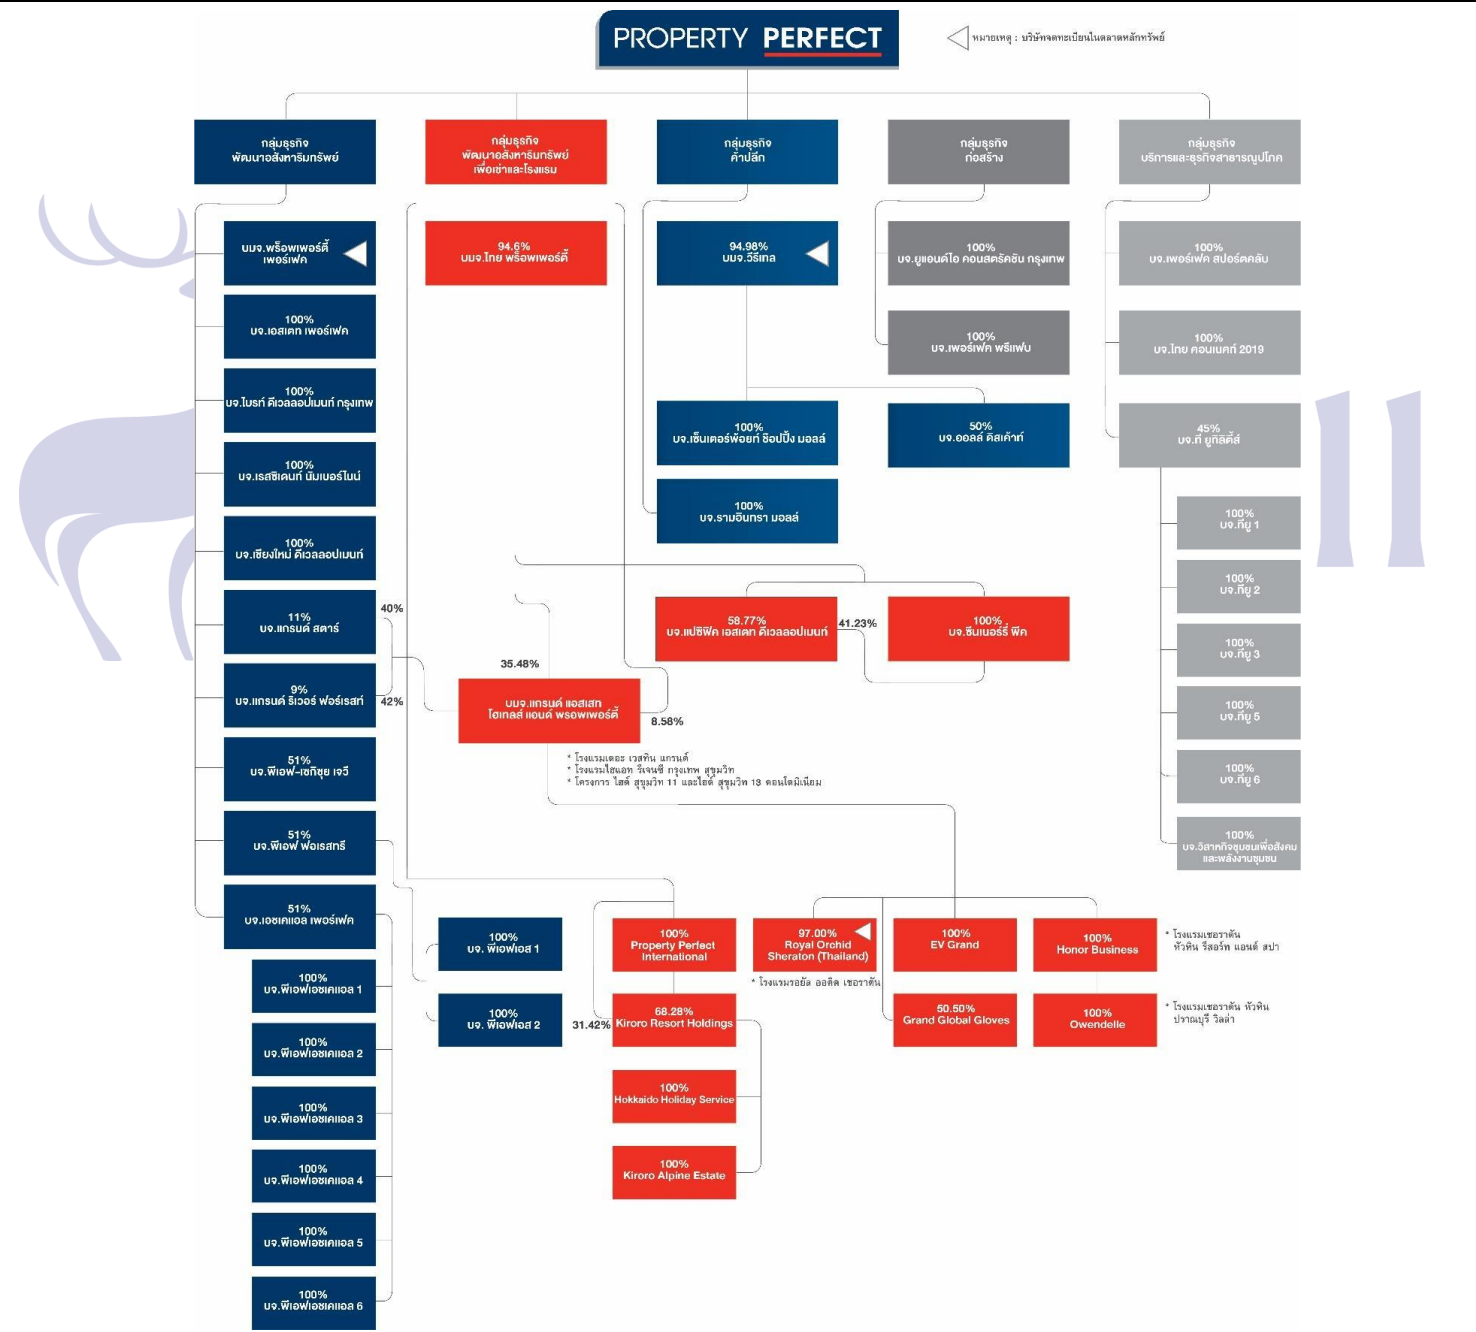 PROPERTY PERFECT
หมายเหตุ : บริษัทจดทะเบียนในตลาดหลักทรัพย์
กลุ่มธุรกิจ
พัฒนาอสังหาริมทรัพย์
กลุ่มธุรกิจ
พัฒนาอสังหาริมทรัพย์
เพื่อเช่าและโรงแรม
กลุ่มธุรกิจ
ค้าปลีก
กลุ่มธุรกิจ
ก่อสร้าง
กลุ่มธุรกิจ
บริการและธุรกิจสาธารณูปโภค
บมจ.พร็อพเพอร์ตี้
เพอร์เฟค
100%
บจ.เอสเตท เพอร์เฟค
100%
บจ.ไบรท์ ดีเวลลอปเมนท์ กรุงเทพ
100%
บจ.เรสซิเดนท์ นัมเบอร์ไนน์
100%
บจ.เชียงใหม่ ดีเวลลอปเมนท์
11%
บจ.แกรนด์ สตาร์
40%
9%
บจ.แกรนด์ ริเวอร์ ฟอร์เรสท์
42%
51%
บจ.พีเอฟ-เซกิซุย เจวี
51%
บจ.พีเอฟ ฟอเรสทรี
51%
บจ.เอชเคแอล เพอร์เฟค
100%
บจ.พีเอฟเอชเคแอล 1
100%
บจ.พีเอฟเอชเคแอล 2
100%
บจ.พีเอฟเอชเคแอล 3
100%
บจ.พีเอฟเอชเคแอล 4
100%
บจ.พีเอฟเอชเคแอล 5
100%
บจ.พีเอฟเอชเคแอล 6
100%
บจ. พีเอฟเอส 1
100%
บจ. พีเอฟเอส 2
94.6%
บมจ.ไทย พร็อพเพอร์ตี้
35.48%
บมจ.แกรนด์ แอสเสท
โฮเทลส์ แอนด์ พรอพเพอร์ตี้
8.58%
* โรงแรมเดอะ เวสทิน แกรนด์
* โรงแรมไฮแอท รีเจนซี่ กรุงเทพ สุขุมวิท
* โครงการ ไฮด์ สุขุมวิท 11 และไฮด์ สุขุมวิท 13 คอนโดมิเนียม
94.98%
บมจ.วีรีเทล
100%
บจ.เซ็นเตอร์พ้อยท์ ช้อปปิ้ง มอลล์
50%
บจ.ออลล์ ดิสเค้าท์
100%
บจ.รามอินทรา มอลล์
58.77%
บจ.แปซิฟิค เอสเตท ดีเวลลอปเมนท์
41.23%
100%
บจ.ซีนเนอร์รี่ พีค
100%
บจ.ยูแอนด์ไอ คอนสตรัคชัน กรุงเทพ
100%
บจ.เพอร์เฟค พรีแฟบ
100%
บจ.เพอร์เฟค สปอร์ตคลับ
100%
บจ.ไทย คอนเนคท์ 2019
45%
บจ.ที ยูทิลิตี้ส์
100%
บจ.ทียู 1
100%
บจ.ทียู 2
100%
บจ.ทียู 3
100%
บจ.ทียู 5
100%
บจ.ทียู 6
100%
บจ.วิสาหกิจชุมชนเพื่อสังคม
และพลังงานชุมชน
100%
Property Perfect
International
31.42%
68.28%
Kiroro Resort Holdings
100%
Hokkaido Holiday Service
100%
Kiroro Alpine Estate
97.00%
Royal Orchid
Sheraton (Thailand)
* โรงแรมรอยัล ออคิด เชอราตัน
100%
EV Grand
50.50%
Grand Global Gloves
100%
Honor Business
* โรงแรมเชอราตัน
หัวหิน รีสอร์ท แอนด์ สปา
100%
Owendelle
* โรงแรมเชอราตัน หัวหิน
ปราณบุรี วิลล่า